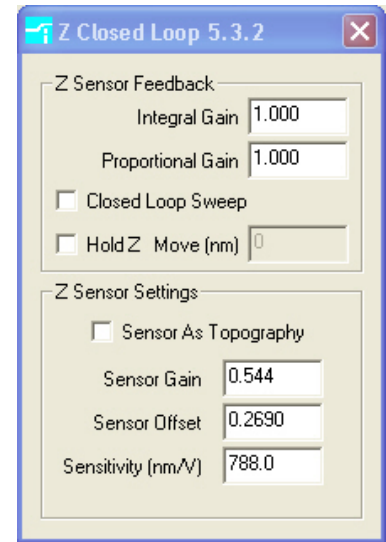 Z Closed Loop 5.3.2
Z Sensor Feedback
Integral Gain 1.000
Proportional Gain 1.000
Closed Loop Sweep
Hold Z Move (nm) 0
Z Sensor Settings
Sensor As Topography
Sensor Gain 0.544
Sensor Offset 0.2690
Sensitivity (nm/V) 788.0